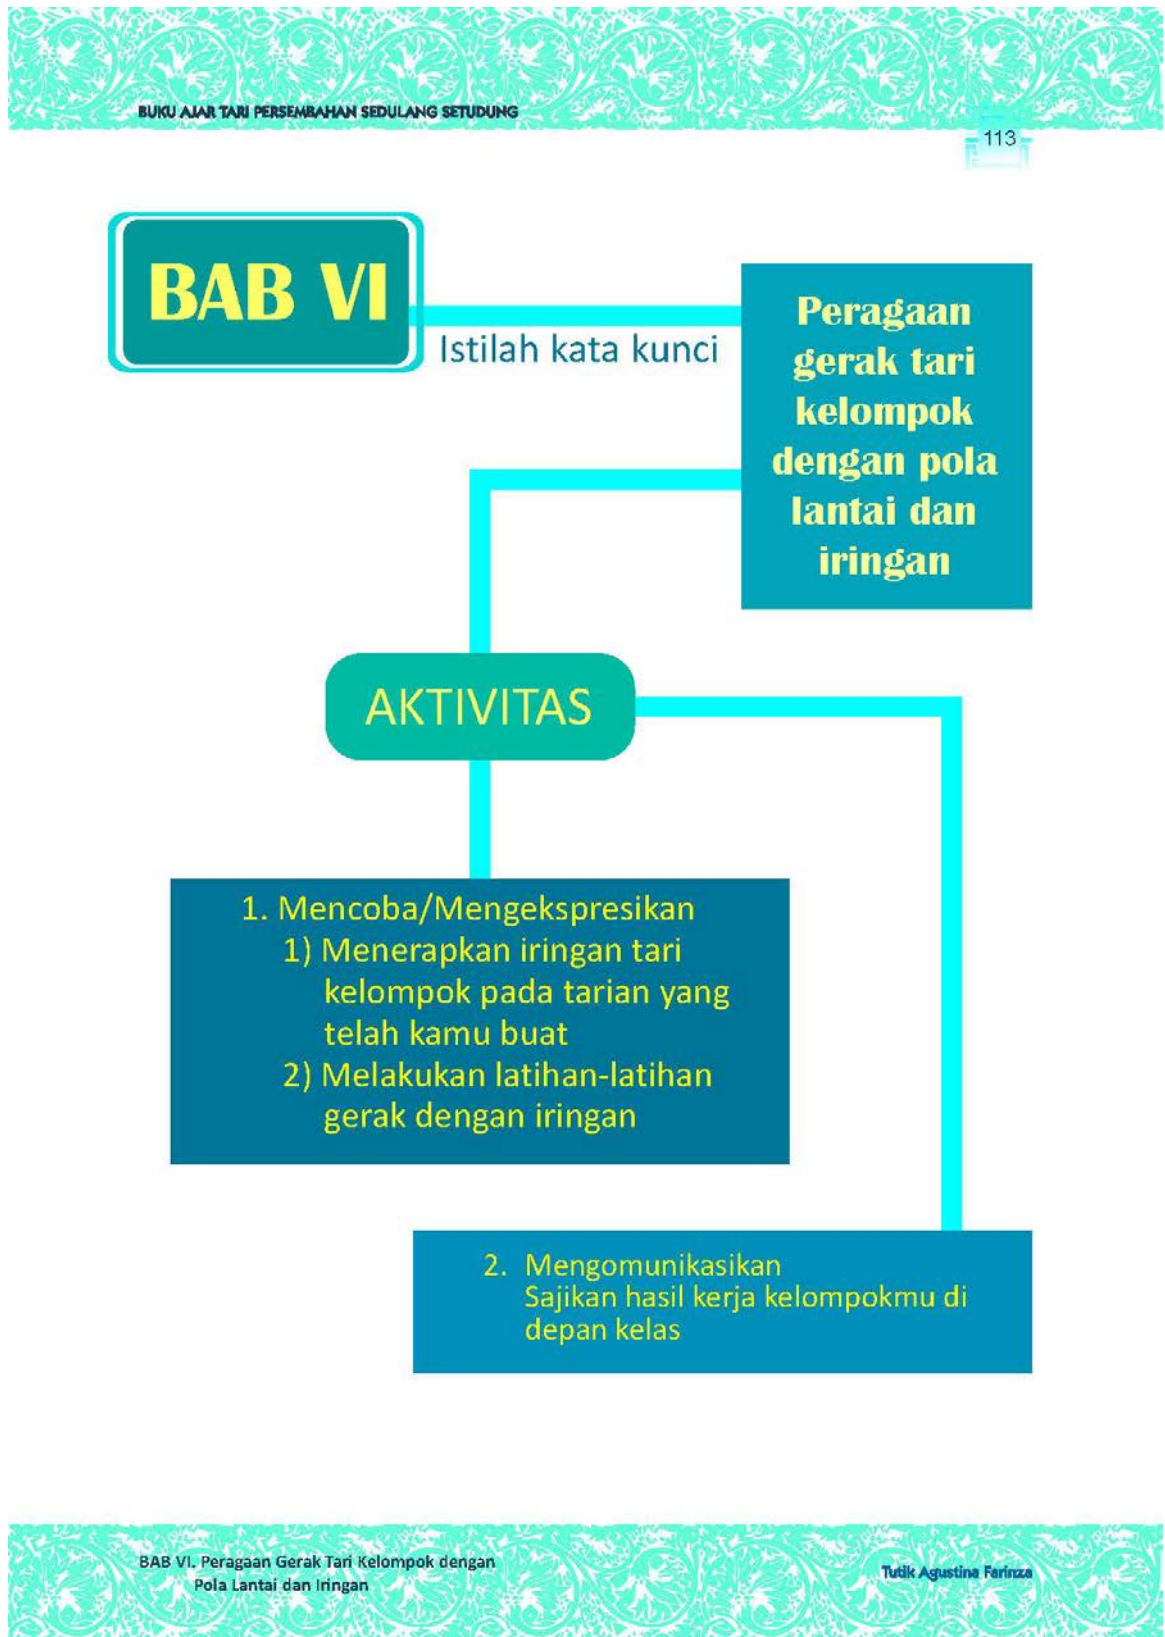 BUKU AJAR TARI PERSEMBAHAN SEDULANG SETUDUNG
113
BAB VI
Istilah kata kunci
Peragaan
gerak tari
kelompok
dengan pola
lantai dan
iringan
AKTIVITAS
1. Mencoba/Mengekspresikan
1) Menerapkan iringan tari
kelompok pada tarian yang
telah kamu buat
2) Melakukan latihan-latihan
gerak dengan iringan
2. Mengomunikasikan
Sajikan hasil kerja kelompokmu di
depan kelas
BAB VI. Peragaan Gerak Tari Kelompok dengan
Pola Lantai dan Iringan
Tutik Agustina Farinza